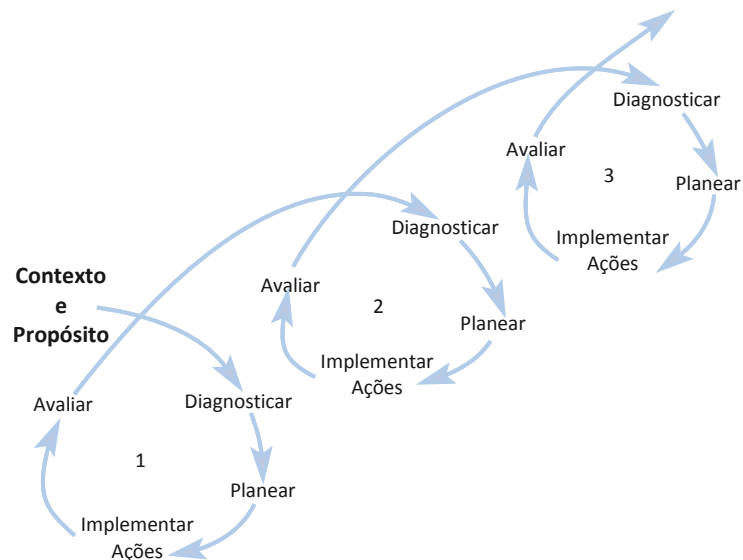 Contexto
e
Propósito
Diagnosticar
Planear
Implementar
Ações
Avaliar
1
Diagnosticar
Planear
Implementar
Ações
Avaliar
2
Diagnosticar
Planear
Implementar
Ações
Avaliar
3